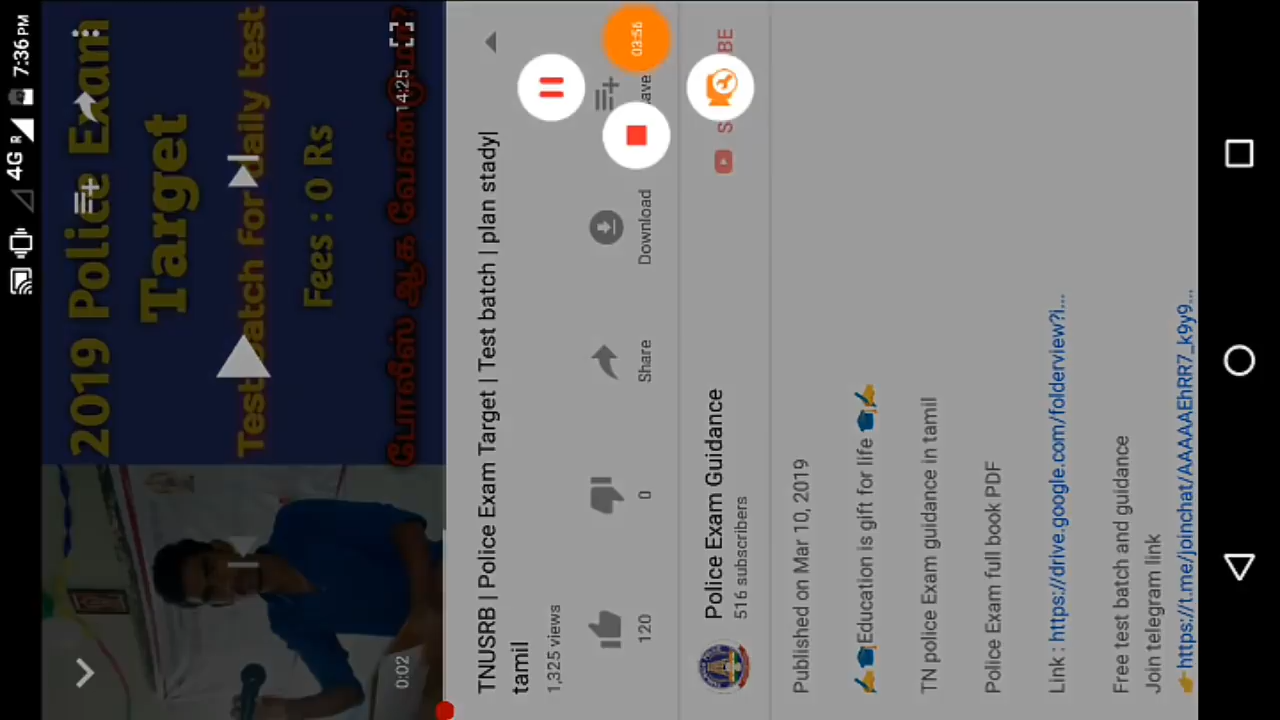 4G R 7:36 PM
2019 Police Exam
Target
Test batch for daily test
Fees : 0 Rs
போலீஸ் ஆக வேண்டுமா?
0:02
14:25
TNUSRB | Police Exam Target | Test batch | plan stady|
tamil
1,325 views
120
0
Share
Download
03:56
Police Exam Guidance
516 subscribers
Published on Mar 10, 2019
✍🎓Education is gift for life 🎓✍
TN police Exam guidance in tamil
Police Exam full book PDF
Link : https://drive.google.com/folderview?i...
Free test batch and guidance
Join telegram link
👉https://t.me/joinchat/AAAAAEhRR7_k9y9...